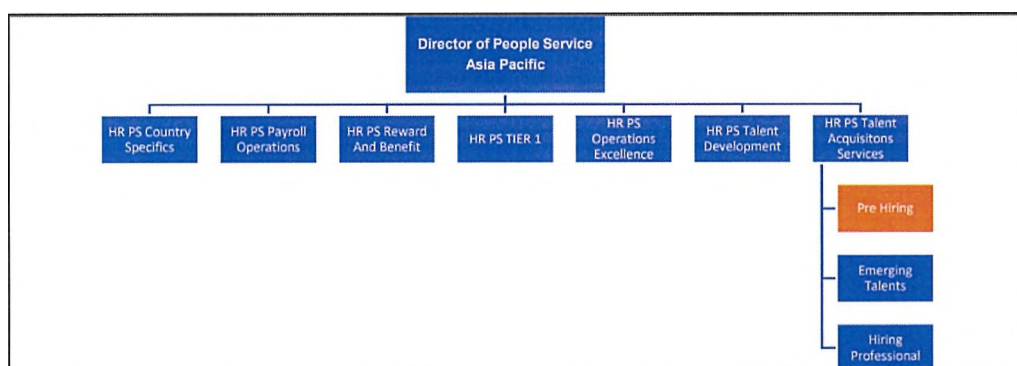 Director of People Service
Asia Pacific
HR PS Country
Specifics
HR PS Payroll
Operations
HR PS Reward
And Benefit
HR PS TIER 1
HR PS
Operations
Excellence
HR PS Talent
Development
HR PS Talent
Acquisitons
Services
Pre Hiring
Emerging
Talents
Hiring
Professional